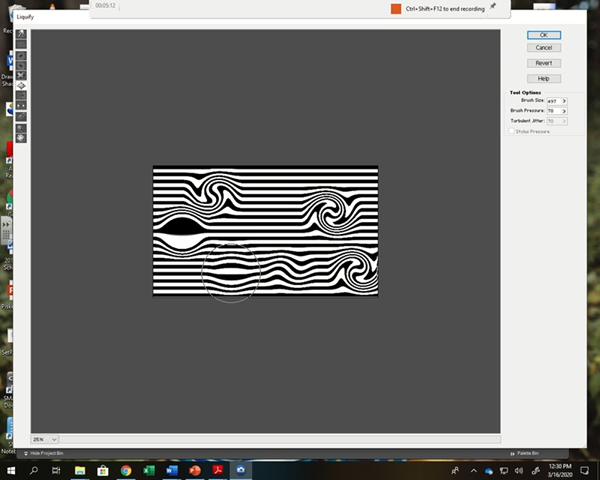 00:05:12
Ctrl+Shift+F12 to end recording
Liquify
OK
Cancel
Revert
Help
Tool Options
Brush Size: 497
Brush Pressure: 78
Turbulent Jitter: 70
Stylus Pressure
25%
Hide Project Bin
Palette Bin
12:30 PM
3/16/2020